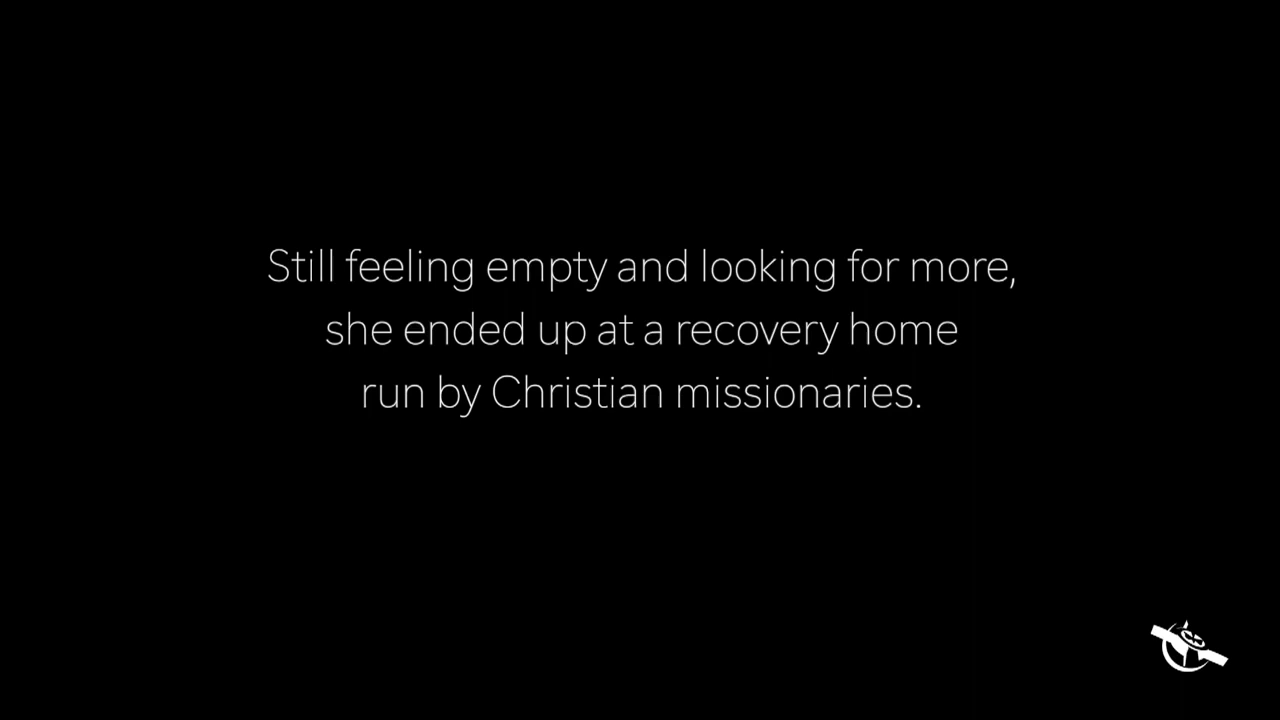 Still feeling empty and looking for more,
she ended up at a recovery home
run by Christian missionaries.